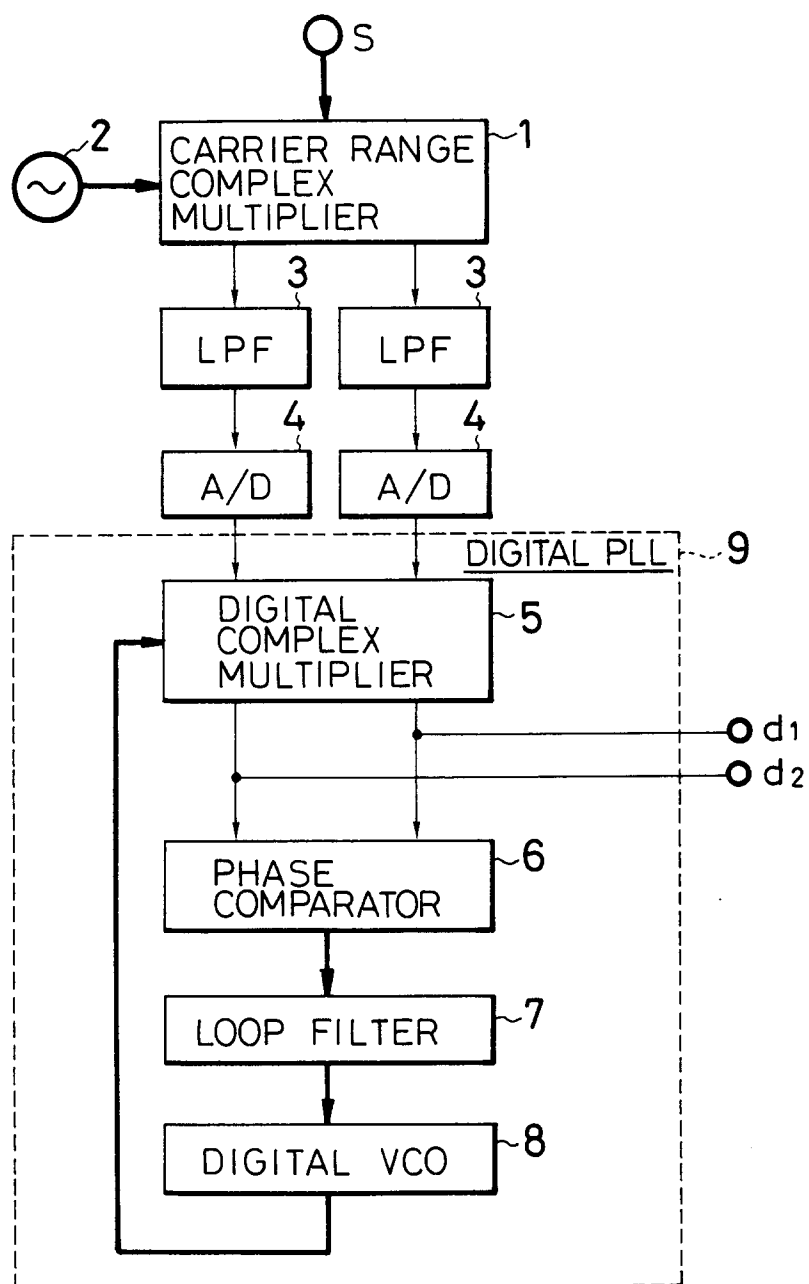 S
2
1
CARRIER RANGE
COMPLEX
MULTIPLIER
3
3
LPF
LPF
4
4
A/D
A/D
DIGITAL PLL
9
DIGITAL
COMPLEX
MULTIPLIER
5
d1
d2
6
PHASE
COMPARATOR
7
LOOP FILTER
8
DIGITAL VCO